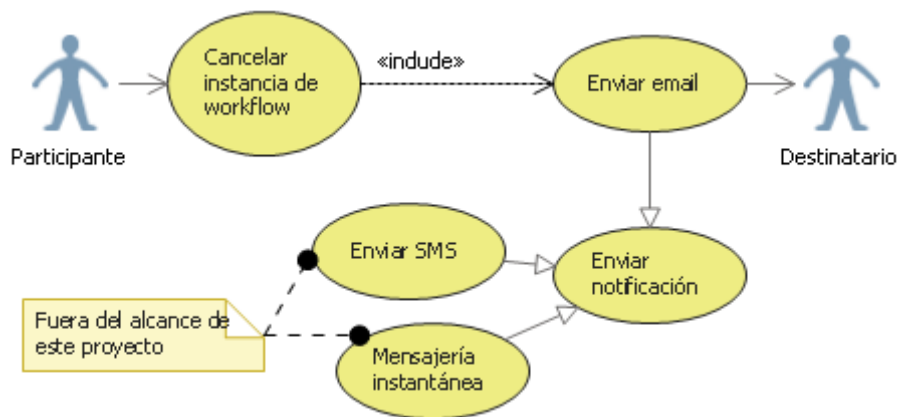 Cancelar
instancia de
workflow
«indude»
Enviar email
Participante
Destinatario
Enviar SMS
Enviar
notificación
Fuera del alcance de
este proyecto
Mensajería
instantánea